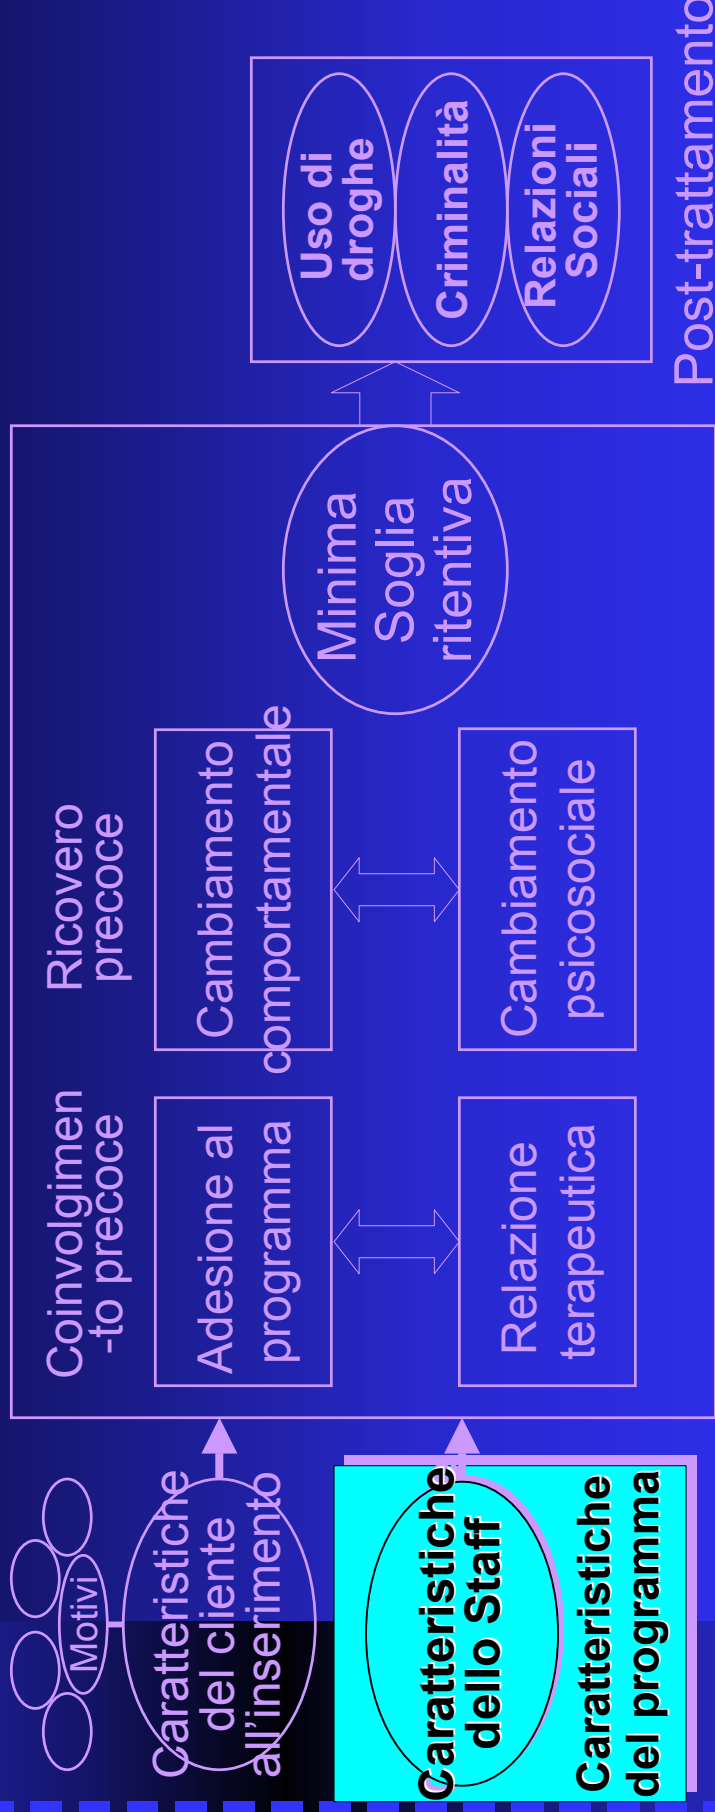 Motivi
Caratteristiche
del cliente
all'inserimento
Caratteristiche
dello Staff
Caratteristiche
del programma
Coinvolgimen
-to precoce
Adesione al
programma
Relazione
terapeutica
Ricovero
precoce
Cambiamento
comportamentale
Cambiamento
psicosociale
Minima
Soglia
ritentiva
Uso di
droghe
Criminalità
Relazioni
Sociali
Post-trattamento